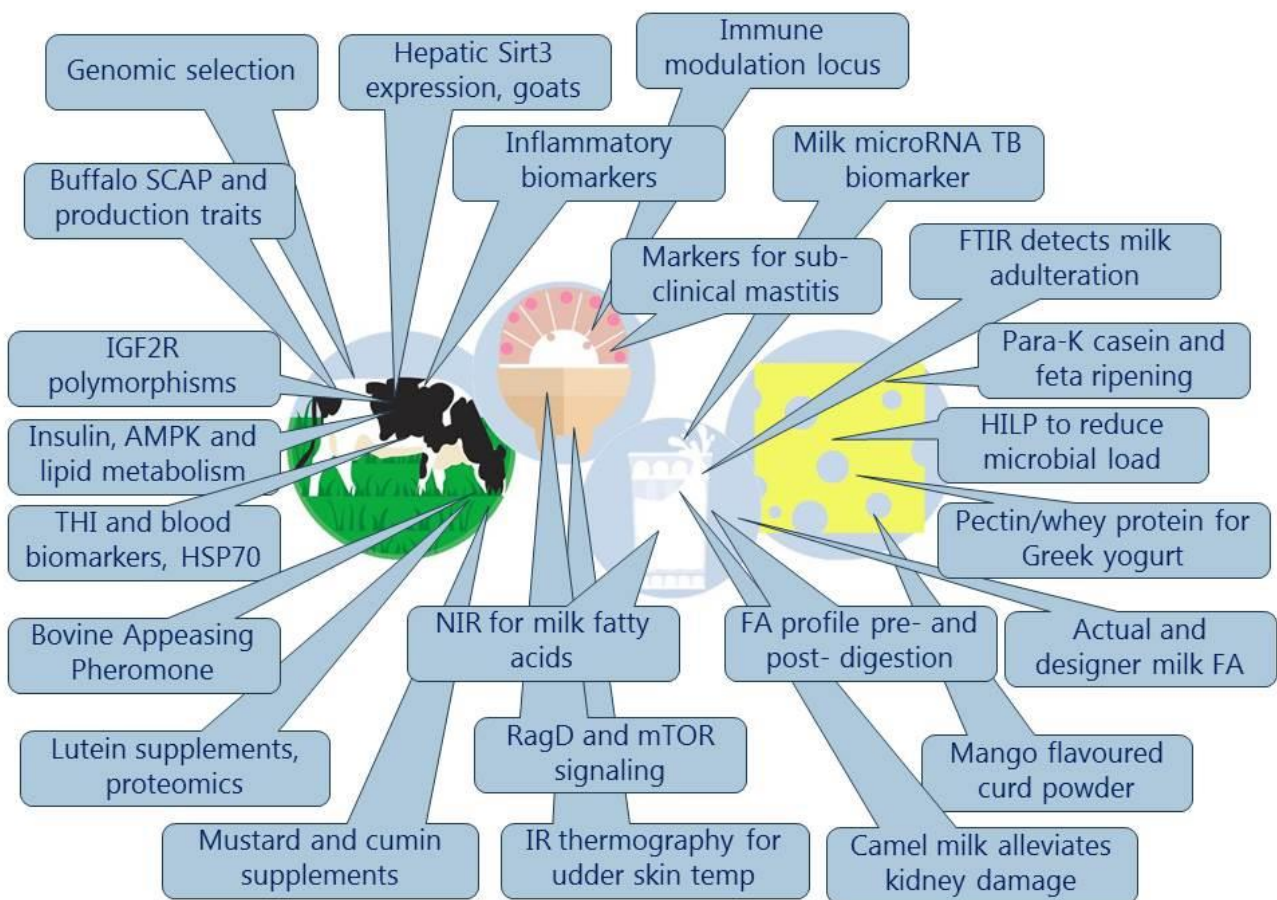 Genomic selection
Hepatic Sirt3
expression, goats
Immune
modulation locus
Buffalo SCAP and
production traits
Inflammatory
biomarkers
Milk microRNA TB
biomarker
Markers for sub-
clinical mastitis
FTIR detects milk
adulteration
IGF2R
polymorphisms
Para-K casein and
feta ripening
Insulin, AMPK and
lipid metabolism
HILP to reduce
microbial load
THI and blood
biomarkers, HSP70
Pectin/whey protein for
Greek yogurt
Bovine Appeasing
Pheromone
NIR for milk fatty
acids
FA profile pre- and
post- digestion
Actual and
designer milk FA
Lutein supplements,
proteomics
RagD and mTOR
signaling
Mango flavoured
curd powder
Mustard and cumin
supplements
IR thermography for
udder skin temp
Camel milk alleviates
kidney damage